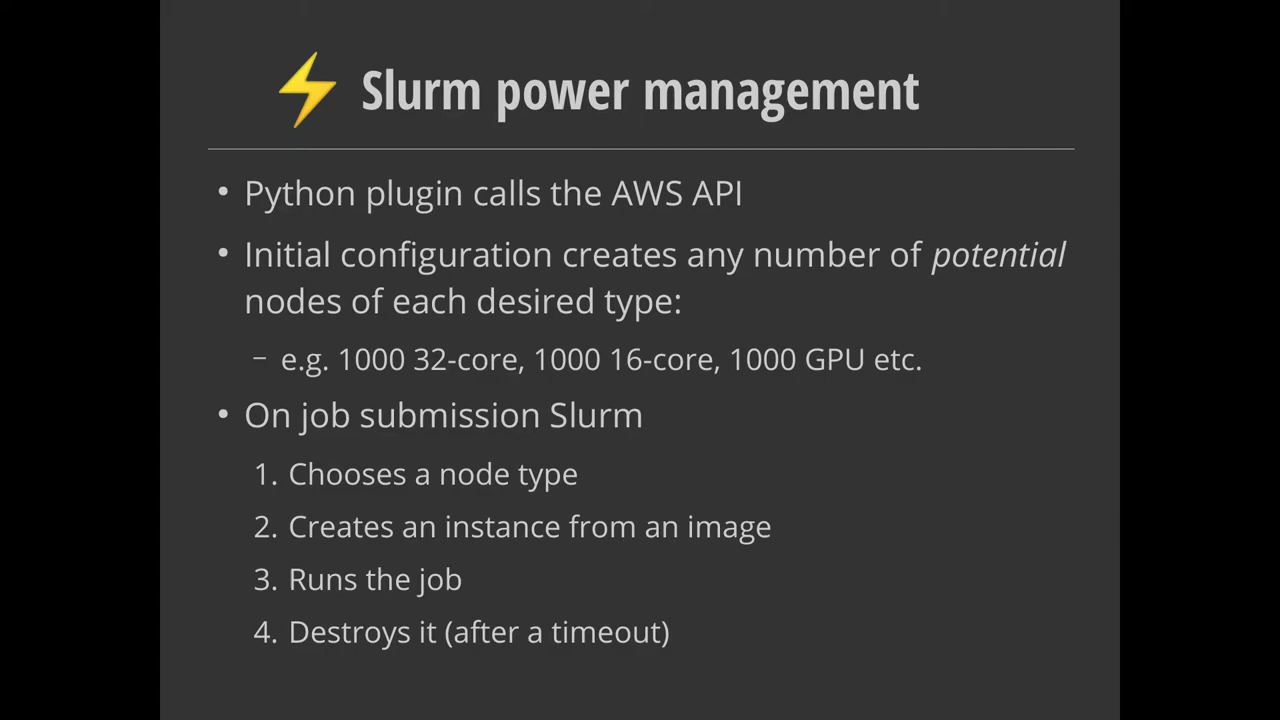 ⚡ Slurm power management
• Python plugin calls the AWS API
• Initial configuration creates any number of potential
nodes of each desired type:
– e.g. 1000 32-core, 1000 16-core, 1000 GPU etc.
• On job submission Slurm
1. Chooses a node type
2. Creates an instance from an image
3. Runs the job
4. Destroys it (after a timeout)